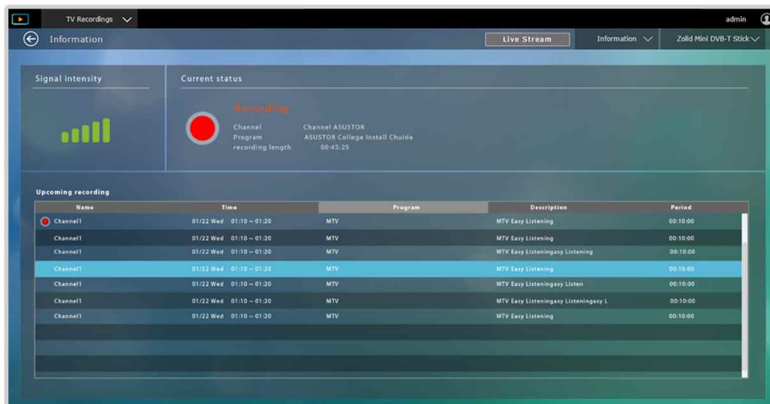 TV Recordings admin
Information Live Stream Information Zolid Mini DVB-T Stick
Signal intensity Current status
Recording
Channel Channel ASUSTOR
Program ASUSTOR College Install Chuide
recording length 00:45:25
Upcoming recording
Name Time Program Description Period
Channel1 01/22 Wed 01:10 ~ 01:20 MTV MTV Easy Listening 00:10:00
Channel1 01/22 Wed 01:10 ~ 01:20 MTV MTV Easy Listening 00:10:00
Channel1 01/22 Wed 01:10 ~ 01:20 MTV MTV Easy Listeningasy Listening 00:10:00
Channel1 01/22 Wed 01:10 ~ 01:20 MTV MTV Easy Listening 00:10:00
Channel1 01/22 Wed 01:10 ~ 01:20 MTV MTV Easy Listeningasy Listen 00:10:00
Channel1 01/22 Wed 01:10 ~ 01:20 MTV MTV Easy Listeningasy Listeningasy L 00:10:00
Channel1 01/22 Wed 01:10 ~ 01:20 MTV MTV Easy Listening 00:10:00